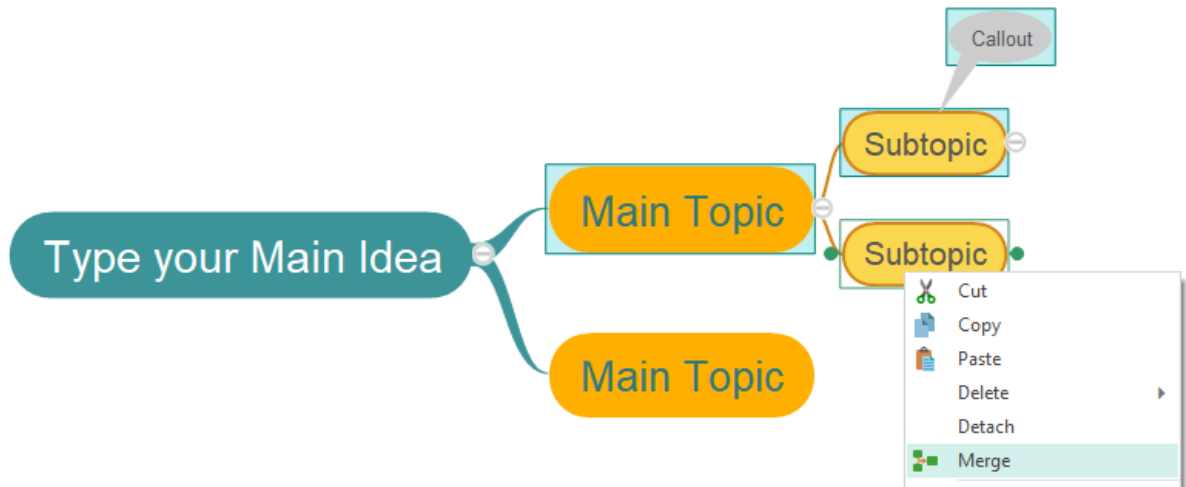 Callout
Subtopic
Main Topic
Type your Main Idea
Subtopic
Main Topic
Cut
Copy
Paste
Delete
Detach
Merge